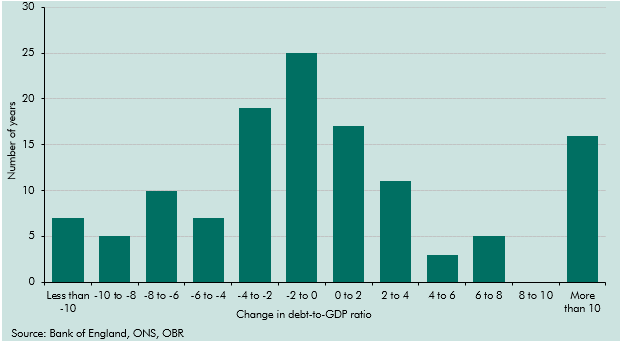 30
25
20
15
10
5
0
Number of years
Less than -10
-10 to -8
-8 to -6
-6 to -4
-4 to -2
-2 to 0
0 to 2
2 to 4
4 to 6
6 to 8
8 to 10
More than 10
Change in debt-to-GDP ratio
Source: Bank of England, ONS, OBR